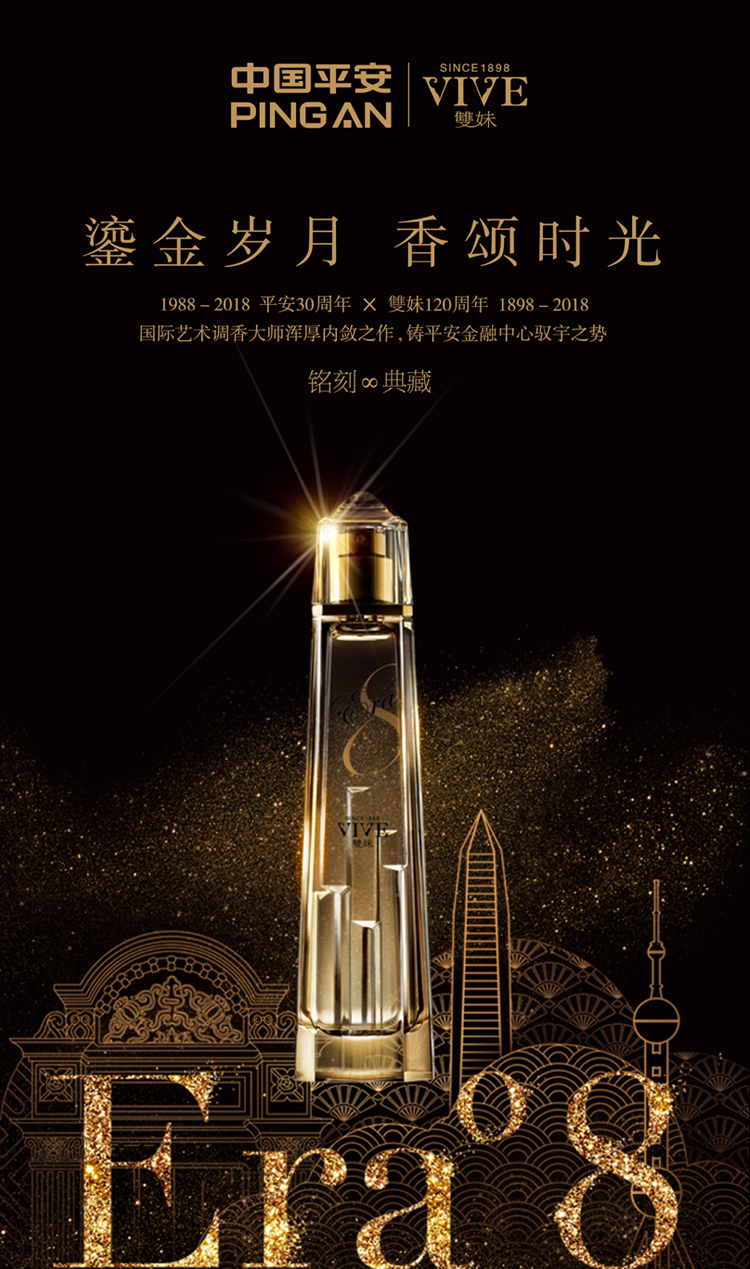 中国平安
PING AN
SINCE1898
VIVE
雙妹
鎏金岁月 香颂时光
1988 – 2018 平安30周年 × 雙妹120周年 1898 – 2018
国际艺术调香大师浑厚内敛之作，铸平安金融中心驭宇之势
铭刻∞典藏
Era
8
SINCE1898
VIVE
雙妹
Era°8